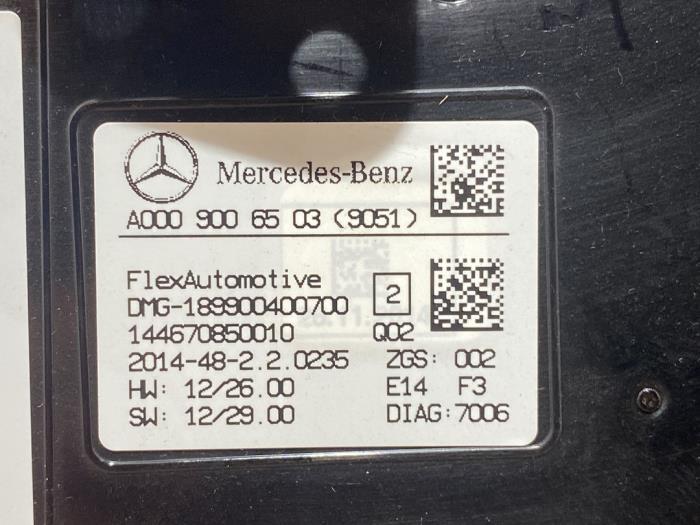 Mercedes-Benz
A000 900 65 03 (9051)
FlexAutomotive
DMG-189900400700 2
144670850010 Q02
2014-48-2.2.0235 ZGS: 002
HW: 12/26.00 E14 F3
SW: 12/29.00 DIAG:7006